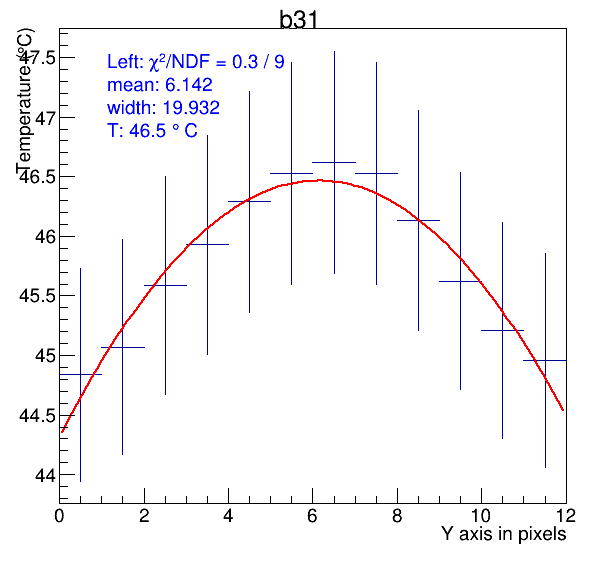 b31
Temperature (°C)
Left: χ²/NDF = 0.3 / 9
mean: 6.142
width: 19.932
T: 46.5 ° C
47.5
47
46.5
46
45.5
45
44.5
44
0 2 4 6 8 10 12
Y axis in pixels